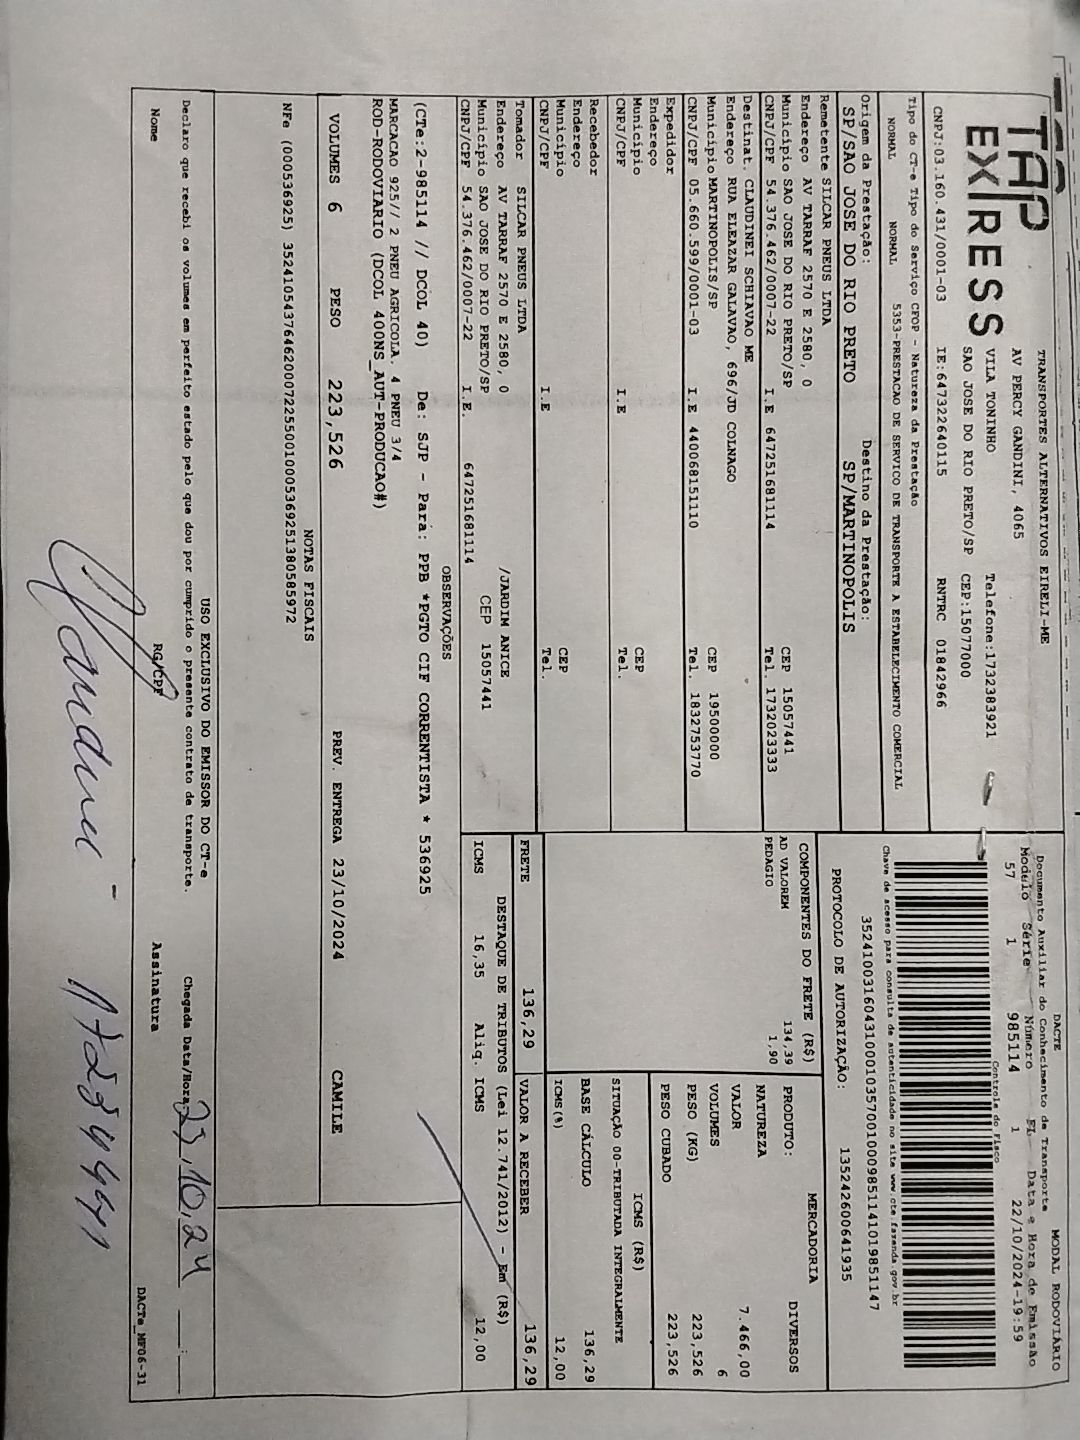 TAP
EXPRESS
TRANSPORTES ALTERNATIVOS EIRELI-ME
AV PERCY GANDINI, 4065
VILA TONINHO Telefone:1732383921
SAO JOSE DO RIO PRETO/SP CEP:15077000
CNPJ:03.160.431/0001-03 IE:647322640115 RNTRC 01842966
Tipo do CT-e Tipo do Serviço CFOP - Natureza da Prestação
NORMAL NORMAL 5353-PRESTACAO DE SERVICO DE TRANSPORTE A ESTABELECIMENTO COMERCIAL
Origem da Prestação: Destino da Prestação:
SP/SAO JOSE DO RIO PRETO SP/MARTINOPOLIS
Remetente SILCAR PNEUS LTDA
Endereço AV TARRAF 2570 E 2580, 0
Município SAO JOSE DO RIO PRETO/SP CEP 15057441
CNPJ/CPF 54.376.462/0007-22 I.E 647251681114 Tel. 1732023333
Destinat. CLAUDINEI SCHIAVAO ME
Endereço RUA ELEAZAR GALAVAO, 696/JD COLNAGO
Município MARTINOPOLIS/SP CEP 19500000
CNPJ/CPF 05.660.599/0001-03 I.E 440068151110 Tel. 1832753770
Expedidor
Endereço
Município CEP
CNPJ/CPF I.E Tel.
Recebedor
Endereço
Município CEP
CNPJ/CPF I.E Tel.
Tomador SILCAR PNEUS LTDA
Endereço AV TARRAF 2570 E 2580, 0 /JARDIM ANICE
Município SAO JOSE DO RIO PRETO/SP CEP 15057441
CNPJ/CPF 54.376.462/0007-22 I.E. 647251681114
DACTE MODAL RODOVIÁRIO
Documento Auxiliar do Conhecimento de Transporte
Modelo Série Número FL Data e Hora de Emissão
57 1 985114 1 22/10/2024-19:59
Controle do Fisco
Chave de acesso para consulta de autenticidade no site www.cte.fazenda.gov.br
35241003160431000103570010009851141019851147
PROTOCOLO DE AUTORIZAÇÃO: 135242600641935
COMPONENTES DO FRETE (R$)
AD VALOREM 134,39
PEDAGIO 1,90
MERCADORIA
PRODUTO: DIVERSOS
NATUREZA
VALOR 7.466,00
VOLUMES 6
PESO (KG) 223,526
PESO CUBADO 223,526
ICMS (R$)
SITUAÇÃO 00-TRIBUTADA INTEGRALMENTE
BASE CÁLCULO 136,29
ICMS(%) 12,00
FRETE 136,29 VALOR A RECEBER 136,29
DESTAQUE DE TRIBUTOS (Lei 12.741/2012) - Em (R$)
ICMS 16,35 Aliq. ICMS 12,00
OBSERVAÇÕES
(CTe:2-985114 // DCOL 40) De: SJP - Para: PPB *PGTO CIF CORRENTISTA * 536925
MARCACAO 925// 2 PNEU AGRICOLA. 4 PNEU 3/4
ROD-RODOVIARIO (DCOL 400NS_AUT-PRODUCAO#)
VOLUMES 6 PESO 223,526 PREV. ENTREGA 23/10/2024 CAMILE
NOTAS FISCAIS
NFe (000536925) 35241054376462000722550010005369251380585972
USO EXCLUSIVO DO EMISSOR DO CT-e
Declaro que recebi os volumes em perfeito estado pelo que dou por cumprido o presente contrato de transporte. Chegada Data/Hora 23.10.24 __:__
Nome RG/CPF Assinatura
DACTe_MF06-31